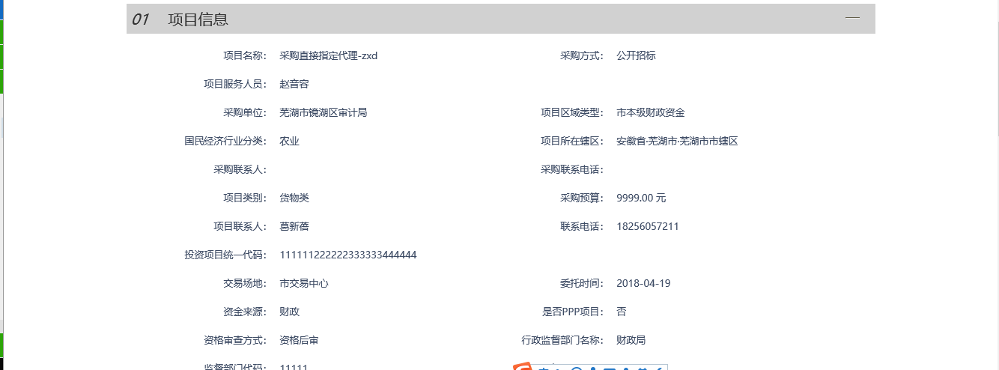 01 项目信息
项目名称: 采购直接指定代理-zxd 采购方式: 公开招标
项目服务人员: 赵音容
采购单位: 芜湖市镜湖区审计局 项目区域类型: 市本级财政资金
国民经济行业分类: 农业 项目所在辖区: 安徽省·芜湖市·芜湖市市辖区
采购联系人: 采购联系电话:
项目类别: 货物类 采购预算: 9999.00 元
项目联系人: 葛新蓓 联系电话: 18256057211
投资项目统一代码: 111111222222333333444444
交易场地: 市交易中心 委托时间: 2018-04-19
资金来源: 财政 是否PPP项目: 否
资格审查方式: 资格后审 行政监督部门名称: 财政局
监督部门代码: 11111